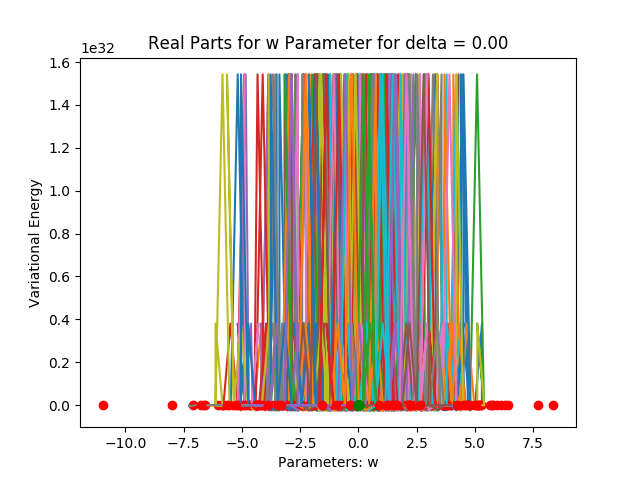 Real Parts for w Parameter for delta = 0.00
1e32
1.6
1.4
1.2
1.0
0.8
0.6
0.4
0.2
0.0
Variational Energy
−10.0 −7.5 −5.0 −2.5 0.0 2.5 5.0 7.5
Parameters: w